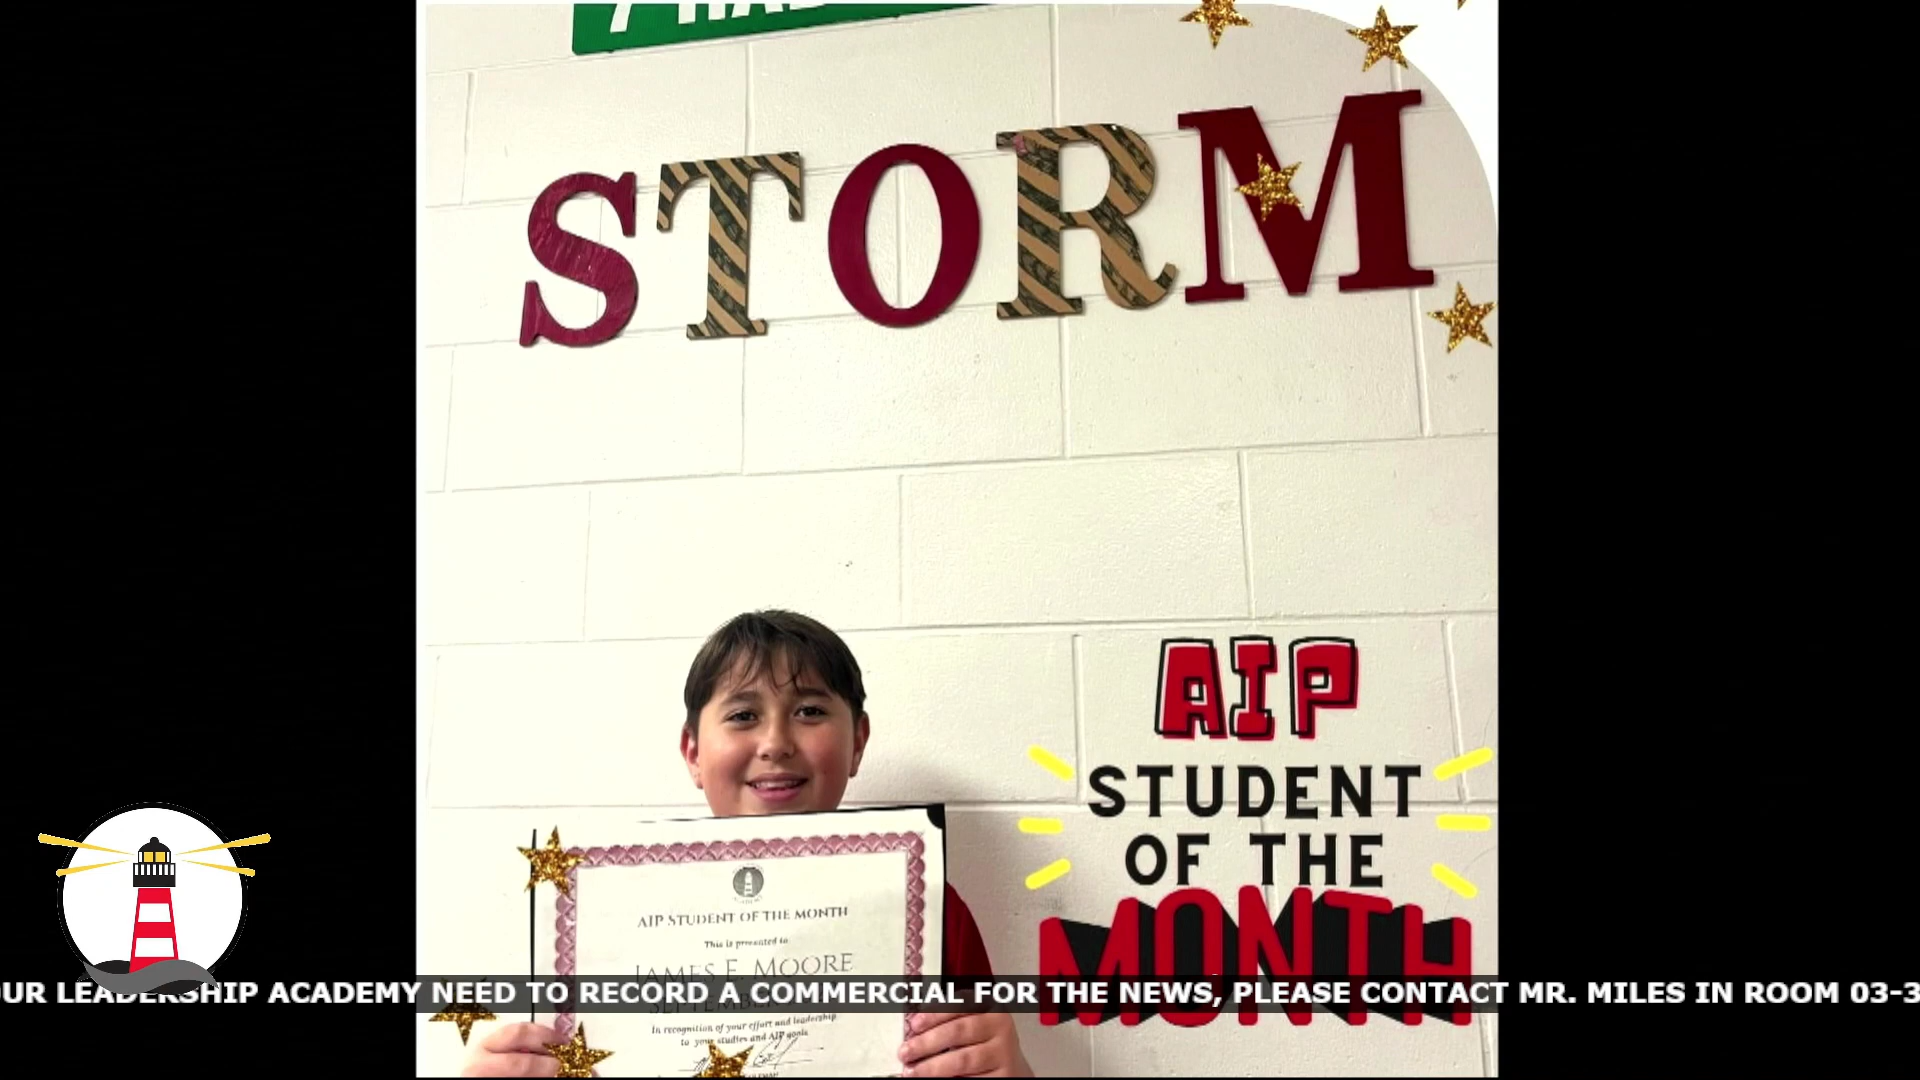 STORM
AIP
STUDENT
OF THE
MONTH
AIP STUDENT OF THE MONTH
This is presented to
JAMES E. MOORE
SEPTEMBER
In recognition of your effort and leadership
to your studies and AIP goals
OUR LEADERSHIP ACADEMY NEED TO RECORD A COMMERCIAL FOR THE NEWS, PLEASE CONTACT MR. MILES IN ROOM 03-3